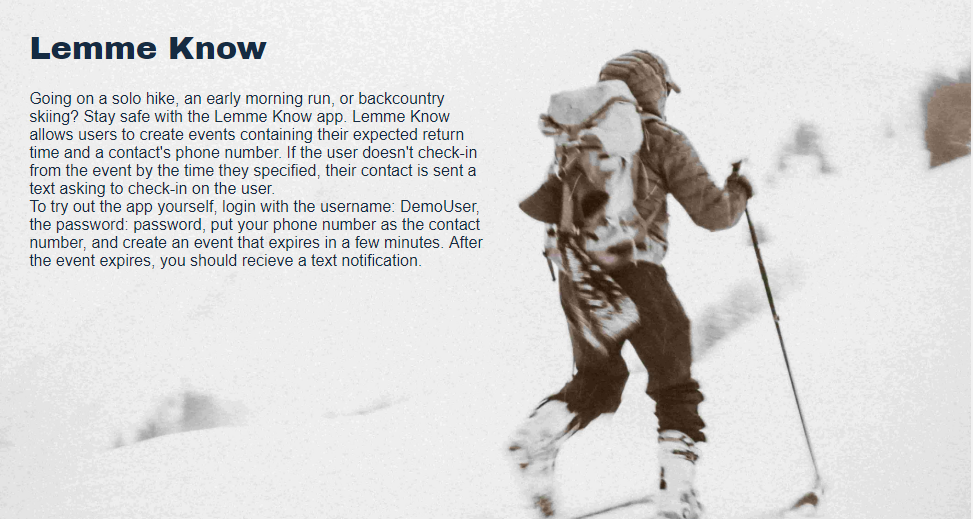 Lemme Know
Going on a solo hike, an early morning run, or backcountry
skiing? Stay safe with the Lemme Know app. Lemme Know
allows users to create events containing their expected return
time and a contact's phone number. If the user doesn't check-in
from the event by the time they specified, their contact is sent a
text asking to check-in on the user.
To try out the app yourself, login with the username: DemoUser,
the password: password, put your phone number as the contact
number, and create an event that expires in a few minutes. After
the event expires, you should recieve a text notification.